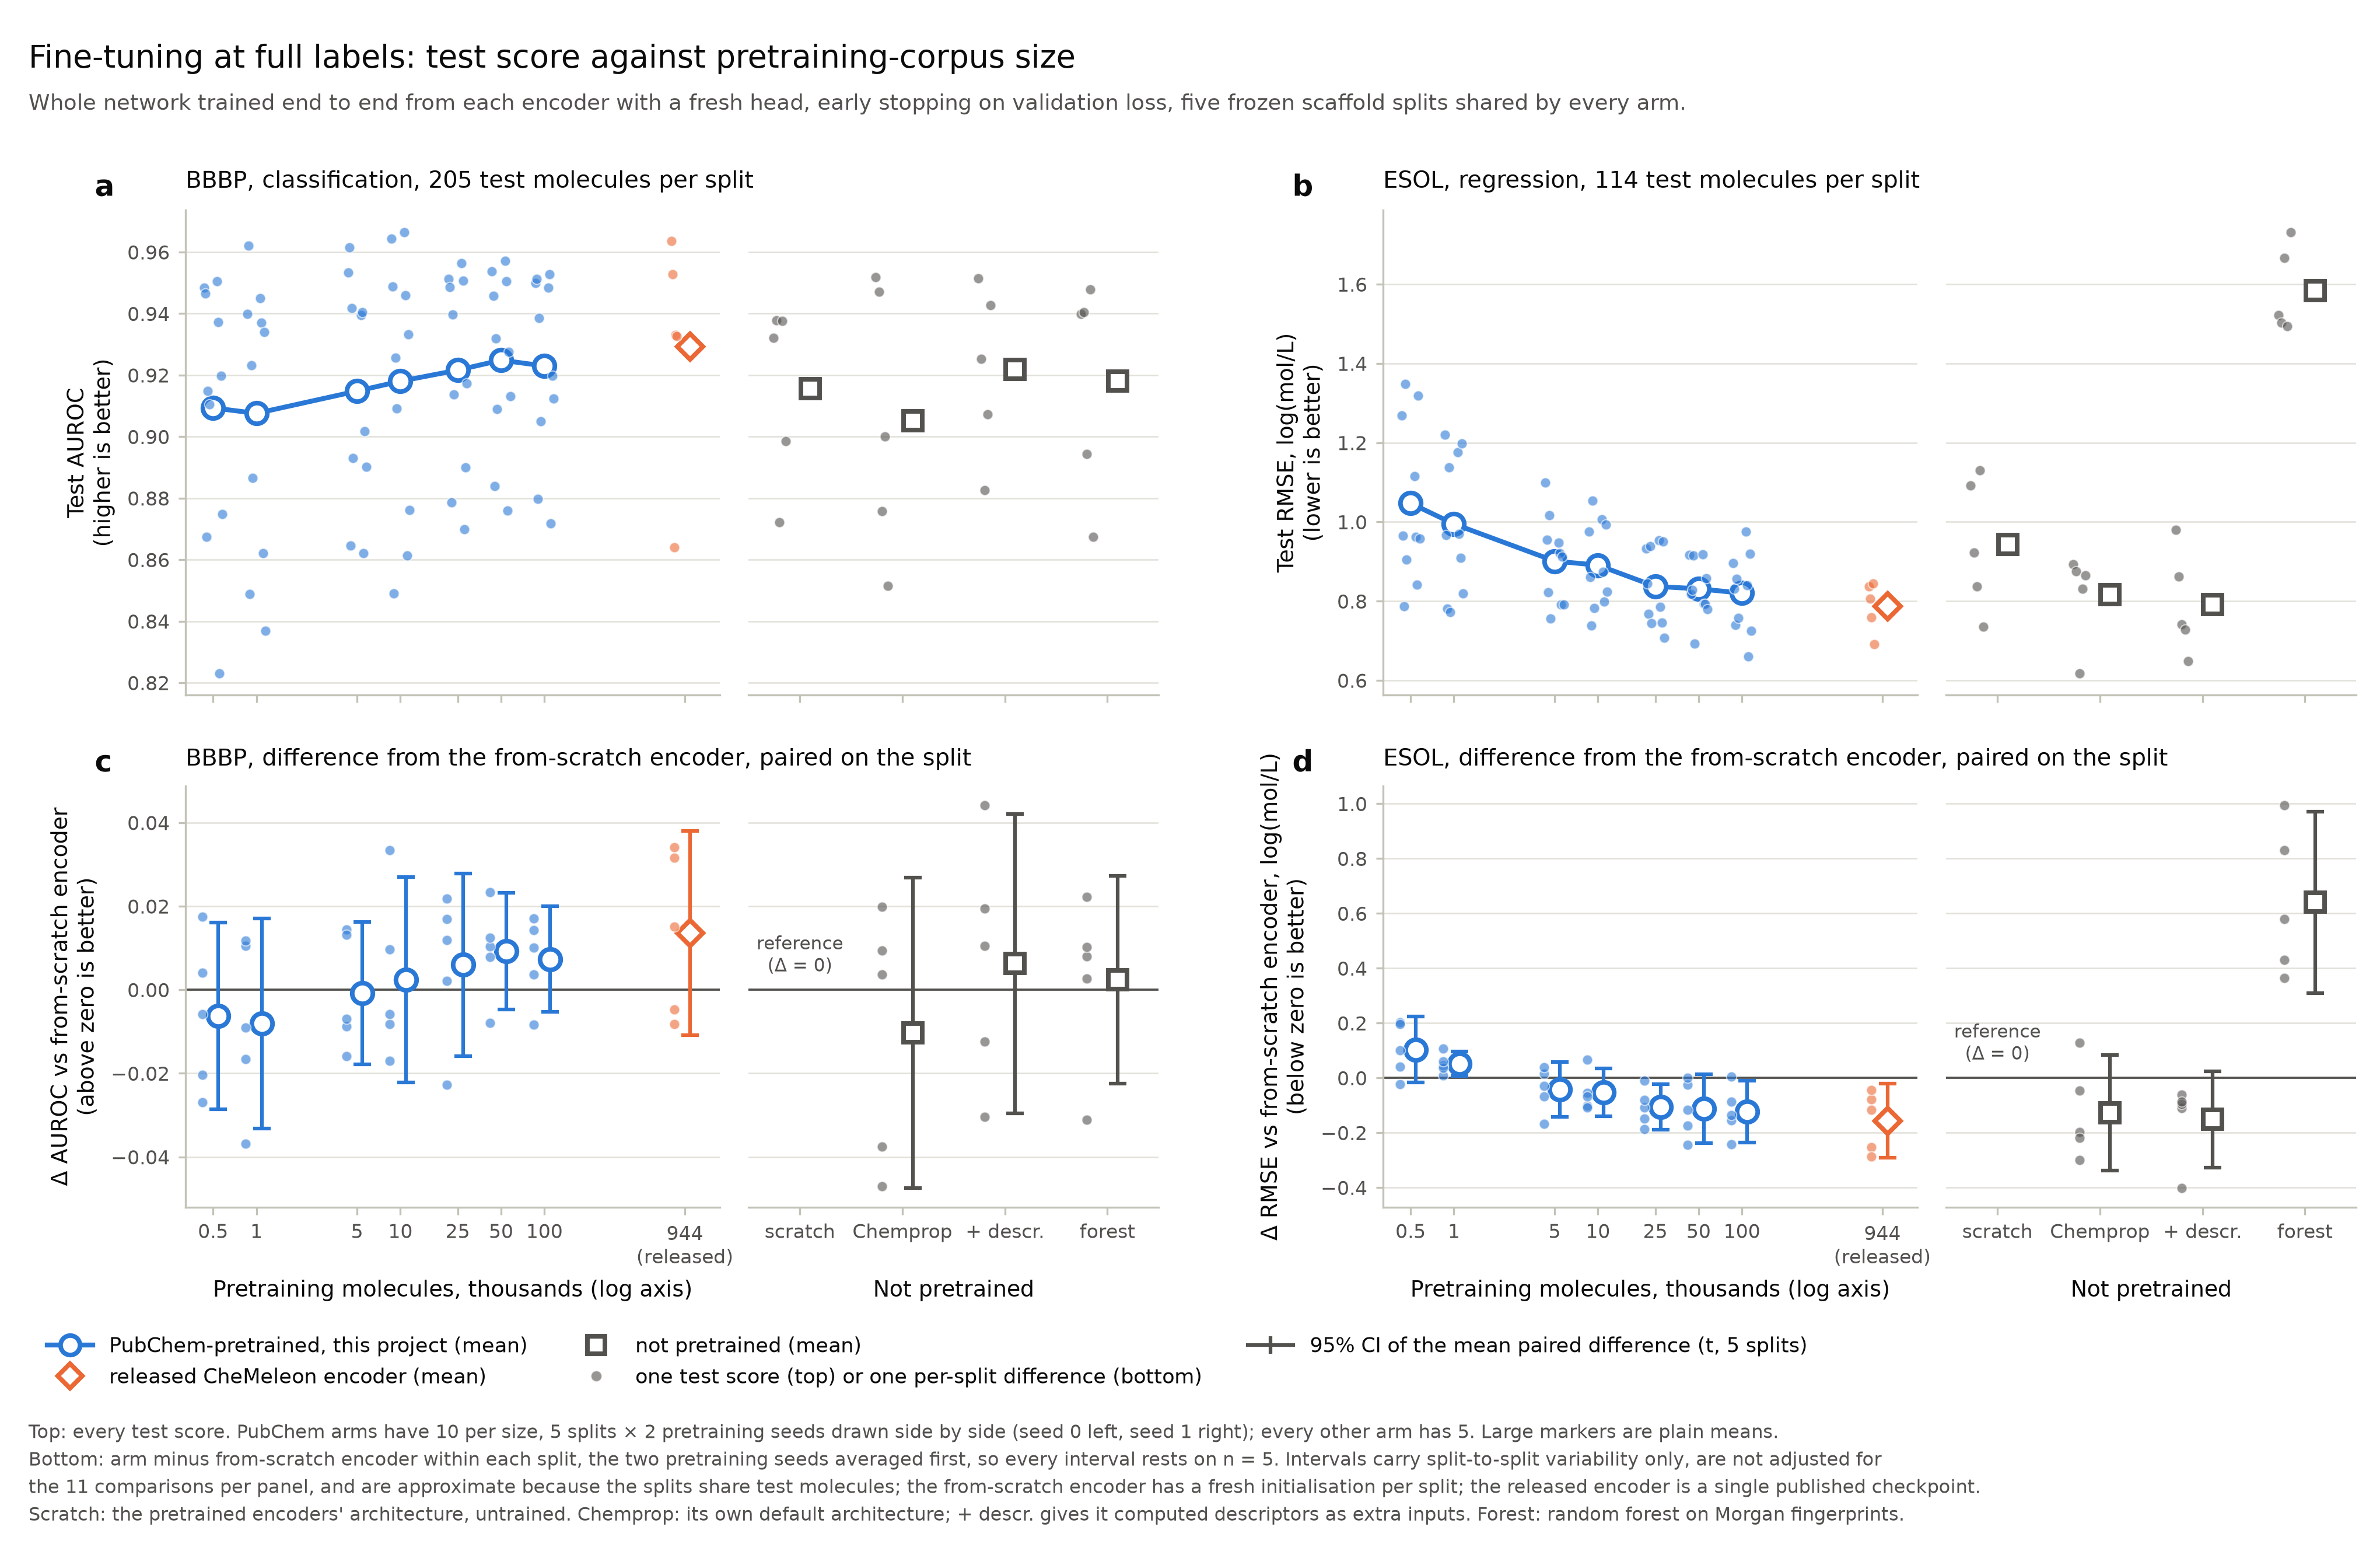 Fine-tuning at full labels: test score against pretraining-corpus size
Whole network trained end to end from each encoder with a fresh head, early stopping on validation loss, five frozen scaffold splits shared by every arm.
a
BBBP, classification, 205 test molecules per split
Test AUROC
(higher is better)
0.96
0.94
0.92
0.90
0.88
0.86
0.84
0.82
b
ESOL, regression, 114 test molecules per split
Test RMSE, log(mol/L)
(lower is better)
1.6
1.4
1.2
1.0
0.8
0.6
c
BBBP, difference from the from-scratch encoder, paired on the split
Δ AUROC vs from-scratch encoder
(above zero is better)
0.04
0.02
0.00
−0.02
−0.04
reference
(Δ = 0)
0.5 1 5 10 25 50 100 944
(released)
scratch Chemprop + descr. forest
Pretraining molecules, thousands (log axis)
Not pretrained
d
ESOL, difference from the from-scratch encoder, paired on the split
Δ RMSE vs from-scratch encoder, log(mol/L)
(below zero is better)
1.0
0.8
0.6
0.4
0.2
0.0
−0.2
−0.4
reference
(Δ = 0)
0.5 1 5 10 25 50 100 944
(released)
scratch Chemprop + descr. forest
Pretraining molecules, thousands (log axis)
Not pretrained
PubChem-pretrained, this project (mean)
released CheMeleon encoder (mean)
not pretrained (mean)
one test score (top) or one per-split difference (bottom)
95% CI of the mean paired difference (t, 5 splits)
Top: every test score. PubChem arms have 10 per size, 5 splits × 2 pretraining seeds drawn side by side (seed 0 left, seed 1 right); every other arm has 5. Large markers are plain means.
Bottom: arm minus from-scratch encoder within each split, the two pretraining seeds averaged first, so every interval rests on n = 5. Intervals carry split-to-split variability only, are not adjusted for
the 11 comparisons per panel, and are approximate because the splits share test molecules; the from-scratch encoder has a fresh initialisation per split; the released encoder is a single published checkpoint.
Scratch: the pretrained encoders' architecture, untrained. Chemprop: its own default architecture; + descr. gives it computed descriptors as extra inputs. Forest: random forest on Morgan fingerprints.